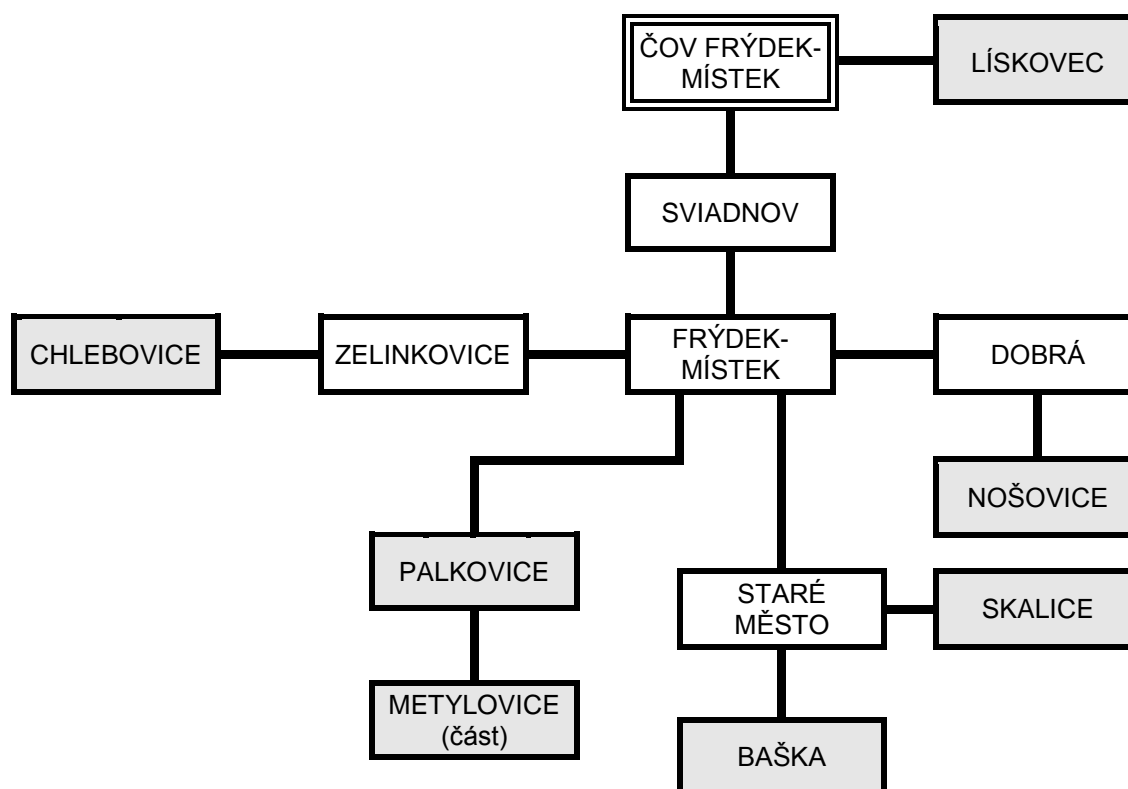 ČOV FRÝDEK-
MÍSTEK
LÍSKOVEC
SVIADNOV
CHLEBOVICE
ZELINKOVICE
FRÝDEK-
MÍSTEK
DOBRÁ
NOŠOVICE
PALKOVICE
STARÉ
MĚSTO
SKALICE
METYLOVICE
(část)
BAŠKA